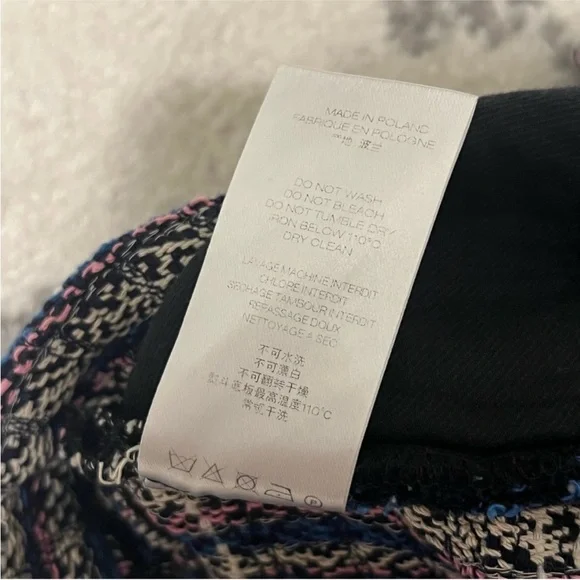 MADE IN POLAND
FABRIQUE EN POLOGNE
地 波兰
DO NOT WASH
DO NOT BLEACH
DO NOT TUMBLE DRY
IRON BELOW 110°C
DRY CLEAN
LAVAGE MACHINE INTERDIT
CHLORE INTERDIT
SECHAGE TAMBOUR INTERDIT
REPASSAGE DOUX
NETTOYAGE A SEC
不可水洗
不可漂白
不可翻转干燥
熨斗底板最高温度110℃
常规干洗
P